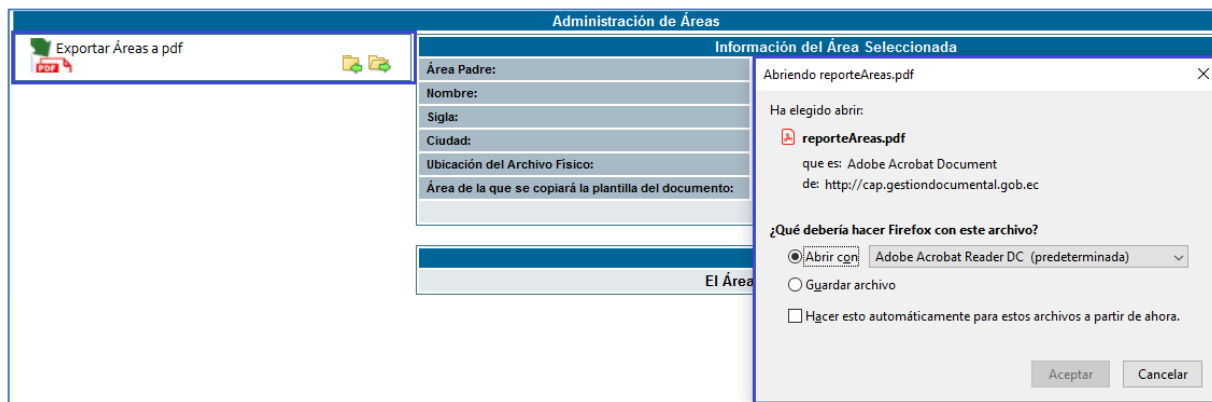 Administración de Áreas
Exportar Áreas a pdf
PDF
Información del Área Seleccionada
Área Padre:
Nombre:
Sigla:
Ciudad:
Ubicación del Archivo Físico:
Área de la que se copiará la plantilla del documento:
El Área
Abriendo reporteAreas.pdf
Ha elegido abrir:
reporteAreas.pdf
que es: Adobe Acrobat Document
de: http://cap.gestiondocumental.gob.ec
¿Qué debería hacer Firefox con este archivo?
Abrir con Adobe Acrobat Reader DC (predeterminada)
Guardar archivo
Hacer esto automáticamente para estos archivos a partir de ahora.
Aceptar Cancelar